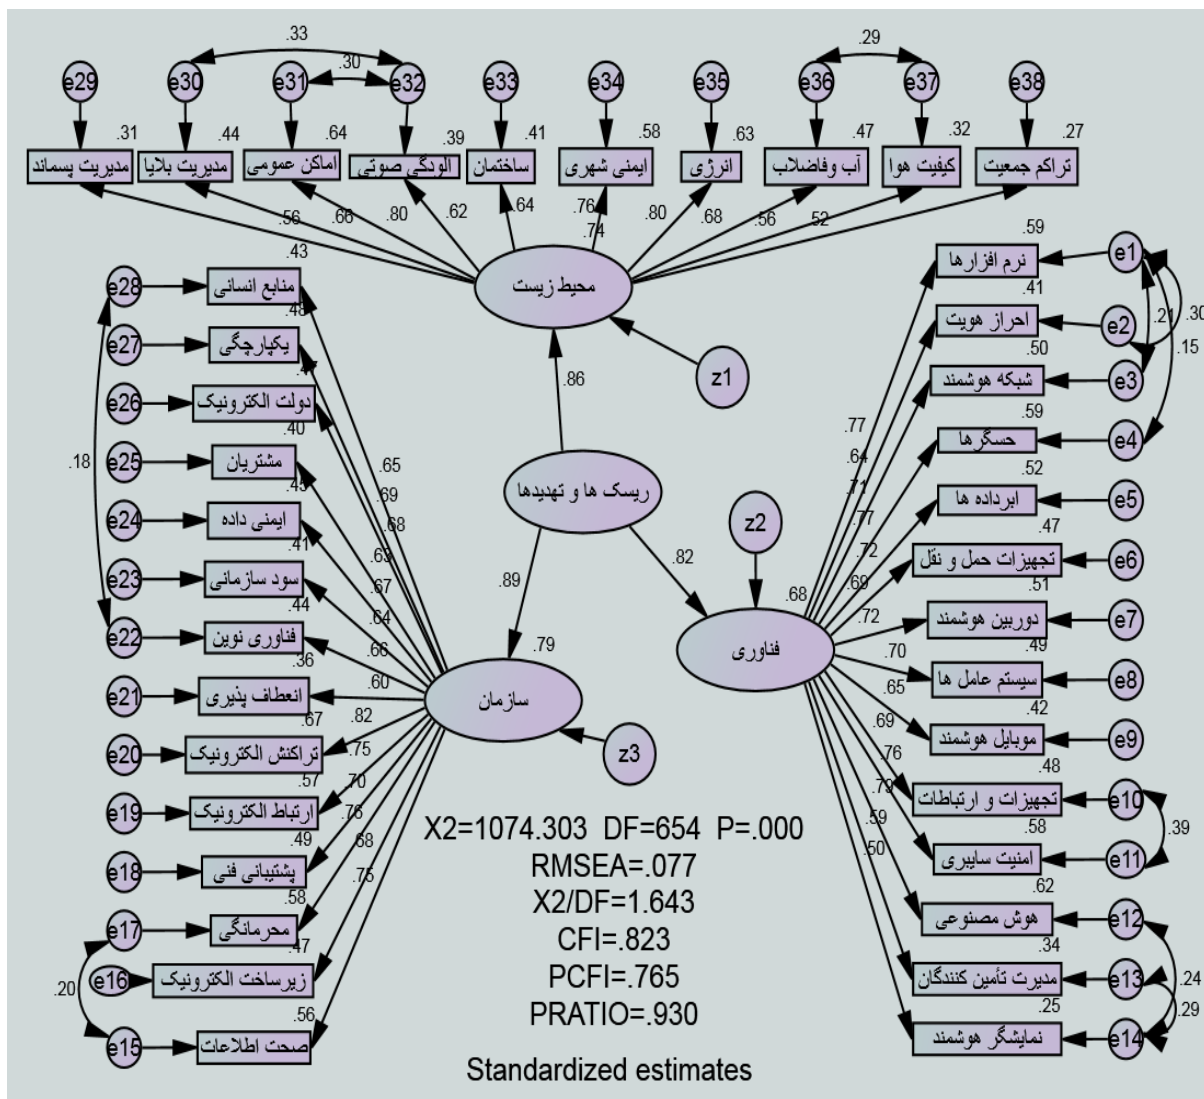 .33
.30
.29
e29 e30 e31 e32 e33 e34 e35 e36 e37 e38
.31 .44 .64 .39 .41 .58 .63 .47 .32 .27
مدیریت پسماند
مدیریت بلایا
اماکن عمومی
الودگی صوتی
ساختمان
ایمنی شهری
انرژی
آب وفاضلاب
کیفیت هوا
تراکم جمعیت
.56 .66 .80 .62 .64 .76 .80 .68 .56 .52
.74
محیط زیست
z1
.86
ریسک ها و تهدیدها
.89
.82
.43
e28 منابع انسانی
.48
e27 یکپارچگی
.47
e26 دولت الکترونیک
.40
e25 مشتریان
.45
e24 ایمنی داده
.41
e23 سود سازمانی
.44
e22 فناوری نوین
.36
e21 انعطاف پذیری
.67
e20 تراکنش الکترونیک
.57
e19 ارتباط الکترونیک
.49
e18 پشتیبانی فنی
.58
e17 محرمانگی
.47
e16 زیرساخت الکترونیک
.56
e15 صحت اطلاعات
.18
.20
.65
.69
.68
.63
.67
.64
.66
.60
.82
.75
.70
.76
.68
.75
.79
سازمان
z3
z2
.68
فناوری
.59
نرم افزارها e1
.41
احراز هویت e2
.50
شبکه هوشمند e3
.59
حسگرها e4
.52
ابرداده ها e5
.47
تجهیزات حمل و نقل e6
.51
دوربین هوشمند e7
.49
سیستم عامل ها e8
.42
موبایل هوشمند e9
.48
تجهیزات و ارتباطات e10
.58
امنیت سایبری e11
.62
هوش مصنوعی e12
.34
مدیرت تأمین کنندگان e13
.25
نمایشگر هوشمند e14
.21
.30
.15
.39
.24
.29
.77
.64
.71
.77
.72
.69
.72
.70
.65
.69
.76
.79
.59
.50
X2=1074.303 DF=654 P=.000
RMSEA=.077
X2/DF=1.643
CFI=.823
PCFI=.765
PRATIO=.930
Standardized estimates